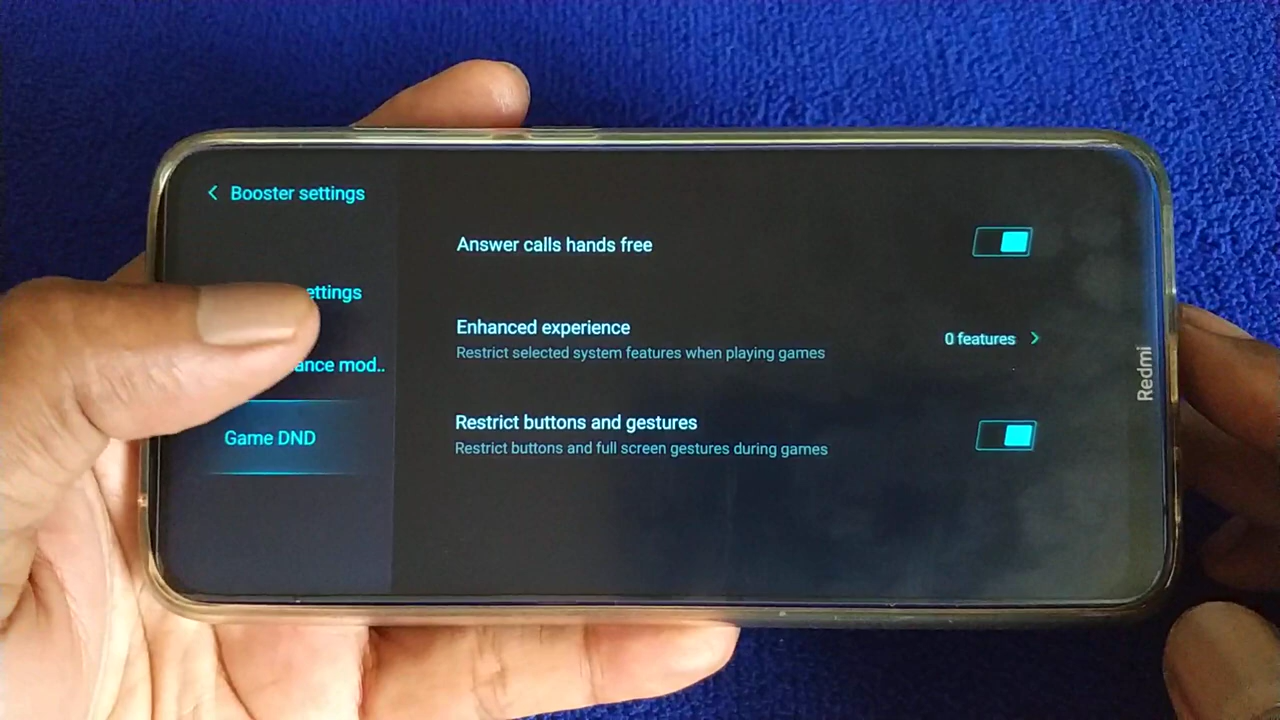 Booster settings
ettings
ance mod..
Game DND
Answer calls hands free
Enhanced experience
Restrict selected system features when playing games
0 features
Restrict buttons and gestures
Restrict buttons and full screen gestures during games
Redmi